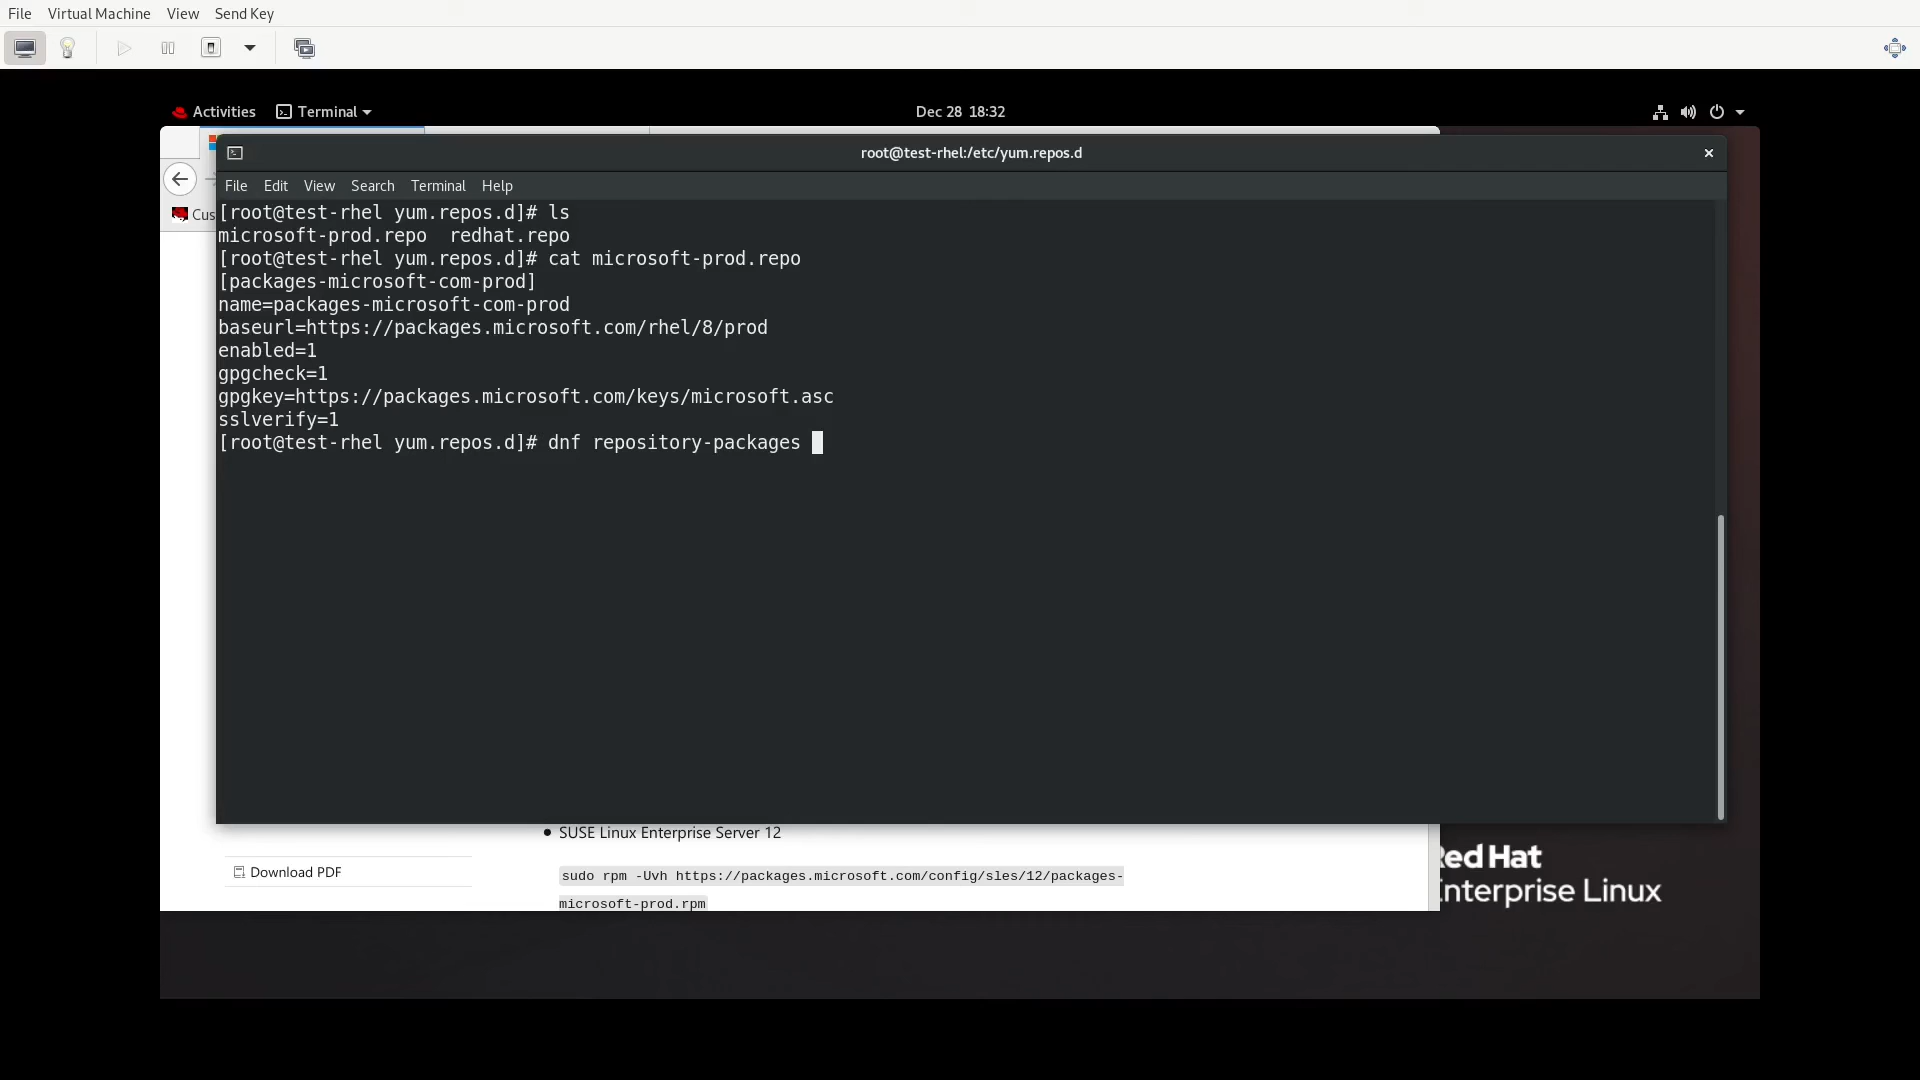 File Virtual Machine View Send Key
Activities Terminal Dec 28 18:32
root@test-rhel:/etc/yum.repos.d
File Edit View Search Terminal Help
Cus
[root@test-rhel yum.repos.d]# ls
microsoft-prod.repo redhat.repo
[root@test-rhel yum.repos.d]# cat microsoft-prod.repo
[packages-microsoft-com-prod]
name=packages-microsoft-com-prod
baseurl=https://packages.microsoft.com/rhel/8/prod
enabled=1
gpgcheck=1
gpgkey=https://packages.microsoft.com/keys/microsoft.asc
sslverify=1
[root@test-rhel yum.repos.d]# dnf repository-packages
SUSE Linux Enterprise Server 12
Download PDF
sudo rpm -Uvh https://packages.microsoft.com/config/sles/12/packages-
microsoft-prod.rpm
Red Hat
Enterprise Linux